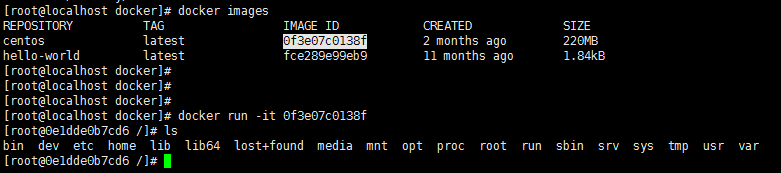 [root@localhost docker]# docker images
REPOSITORY TAG IMAGE ID CREATED SIZE
centos latest 0f3e07c0138f 2 months ago 220MB
hello-world latest fce289e99eb9 11 months ago 1.84kB
[root@localhost docker]#
[root@localhost docker]#
[root@localhost docker]#
[root@localhost docker]# docker run -it 0f3e07c0138f
[root@0e1dde0b7cd6 /]# ls
bin dev etc home lib lib64 lost+found media mnt opt proc root run sbin srv sys tmp usr var
[root@0e1dde0b7cd6 /]#